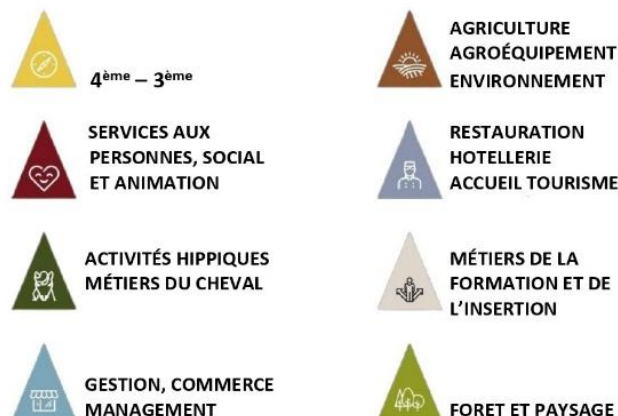 4ème – 3ème
AGRICULTURE
AGROÉQUIPEMENT
ENVIRONNEMENT
SERVICES AUX
PERSONNES, SOCIAL
ET ANIMATION
RESTAURATION
HOTELLERIE
ACCUEIL TOURISME
ACTIVITÉS HIPPIQUES
MÉTIERS DU CHEVAL
MÉTIERS DE LA
FORMATION ET DE
L’INSERTION
GESTION, COMMERCE
MANAGEMENT
FORET ET PAYSAGE